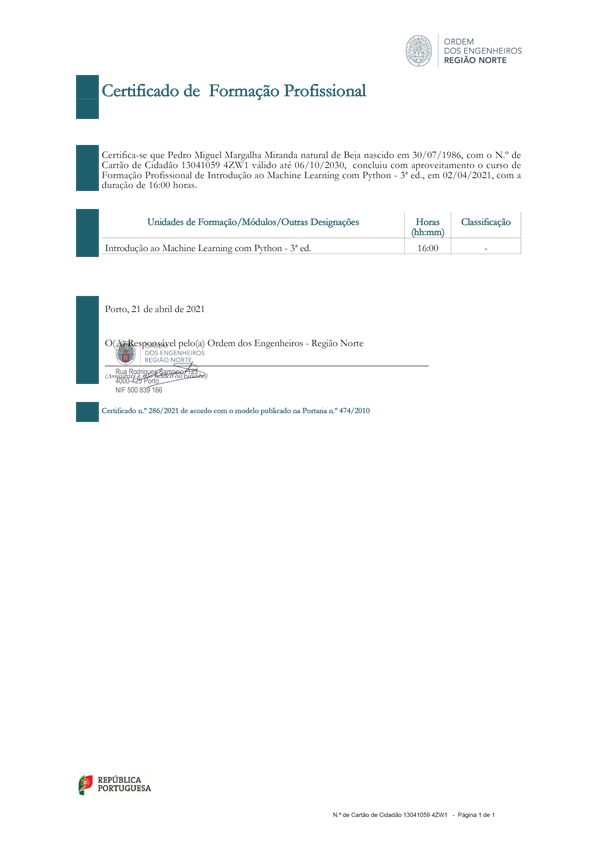 ORDEM
DOS ENGENHEIROS
REGIÃO NORTE
Certificado de Formação Profissional
Certifica-se que Pedro Miguel Margalha Miranda natural de Beja nascido em 30/07/1986, com o N.º de
Cartão de Cidadão 13041059 4ZW1 válido até 06/10/2030, concluiu com aproveitamento o curso de
Formação Profissional de Introdução ao Machine Learning com Python - 3ª ed., em 02/04/2021, com a
duração de 16:00 horas.
Unidades de Formação/Módulos/Outras Designações Horas Classificação
(hh:mm)
Introdução ao Machine Learning com Python - 3ª ed. 16:00 -
Porto, 21 de abril de 2021
O(A) Responsável pelo(a) Ordem dos Engenheiros - Região Norte
ORDEM
DOS ENGENHEIROS
REGIÃO NORTE
Rua Rodrigues Sampaio, 123
(Assinatura e selo branco ou carimbo)
4000-425 Porto
NIF 500 839 166
Certificado n.º 286/2021 de acordo com o modelo publicado na Portaria n.º 474/2010
REPÚBLICA
PORTUGUESA
N.º de Cartão de Cidadão 13041059 4ZW1 - Página 1 de 1